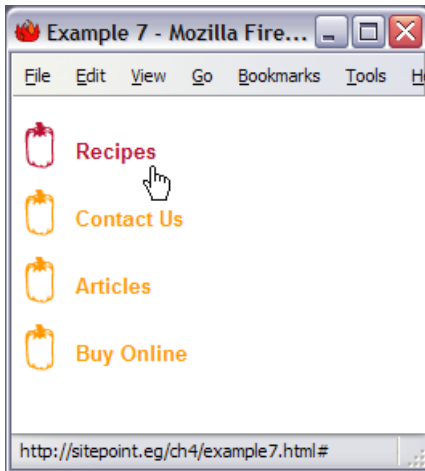 Example 7 - Mozilla Fire...
File Edit View Go Bookmarks Tools
Recipes
Contact Us
Articles
Buy Online
http://sitepoint.eg/ch4/example7.html#